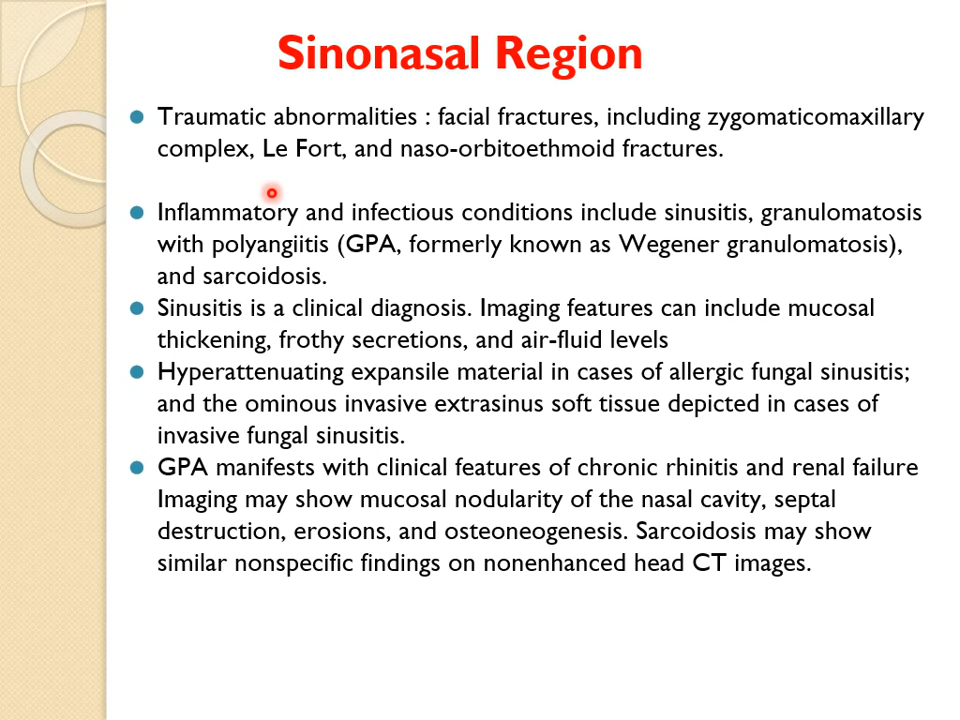 Sinonasal Region
Traumatic abnormalities : facial fractures, including zygomaticomaxillary
complex, Le Fort, and naso-orbitoethmoid fractures.
Inflammatory and infectious conditions include sinusitis, granulomatosis
with polyangiitis (GPA, formerly known as Wegener granulomatosis),
and sarcoidosis.
Sinusitis is a clinical diagnosis. Imaging features can include mucosal
thickening, frothy secretions, and air-fluid levels
Hyperattenuating expansile material in cases of allergic fungal sinusitis;
and the ominous invasive extrasinus soft tissue depicted in cases of
invasive fungal sinusitis.
GPA manifests with clinical features of chronic rhinitis and renal failure
Imaging may show mucosal nodularity of the nasal cavity, septal
destruction, erosions, and osteoneogenesis. Sarcoidosis may show
similar nonspecific findings on nonenhanced head CT images.